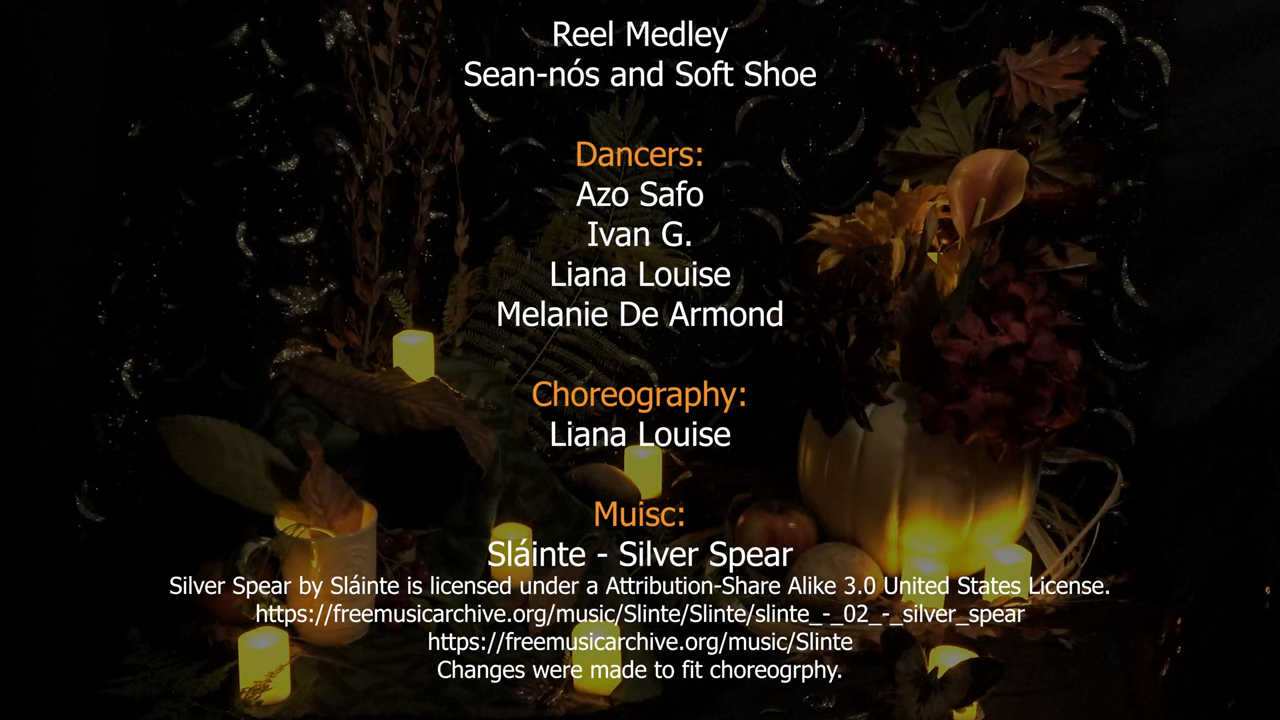 Reel Medley
Sean-nós and Soft Shoe
Dancers:
Azo Safo
Ivan G.
Liana Louise
Melanie De Armond
Choreography:
Liana Louise
Muisc:
Sláinte - Silver Spear
Silver Spear by Sláinte is licensed under a Attribution-Share Alike 3.0 United States License.
https://freemusicarchive.org/music/Slinte/Slinte/slinte_-_02_-_silver_spear
https://freemusicarchive.org/music/Slinte
Changes were made to fit choreogrphy.